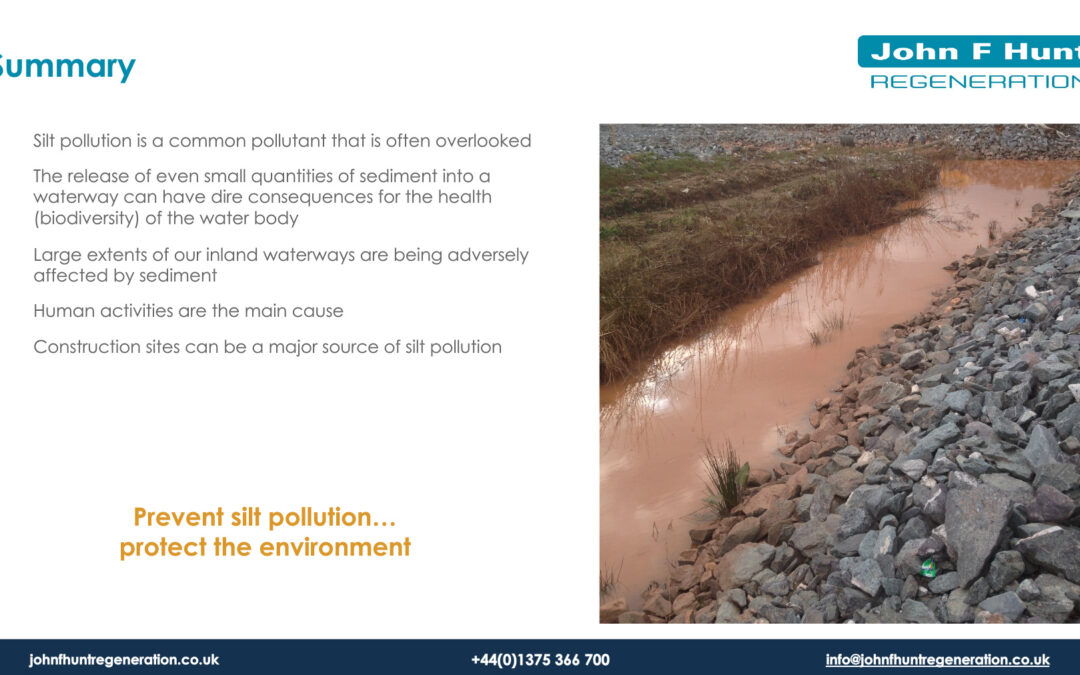 Summary
John F Hunt
REGENERATION
Silt pollution is a common pollutant that is often overlooked
The release of even small quantities of sediment into a
waterway can have dire consequences for the health
(biodiversity) of the water body
Large extents of our inland waterways are being adversely
affected by sediment
Human activities are the main cause
Construction sites can be a major source of silt pollution
Prevent silt pollution…
protect the environment
johnfhuntregeneration.co.uk
+44(0)1375 366 700
info@johnfhuntregeneration.co.uk